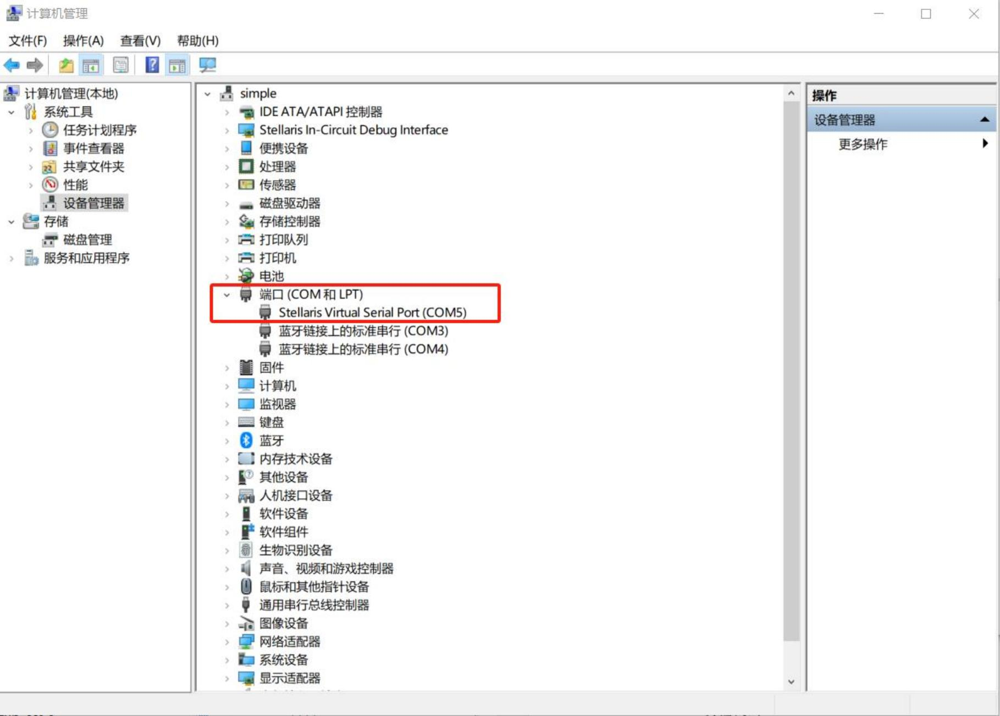 计算机管理
文件(F) 操作(A) 查看(V) 帮助(H)
计算机管理(本地)
系统工具
任务计划程序
事件查看器
共享文件夹
性能
设备管理器
存储
磁盘管理
服务和应用程序
simple
IDE ATA/ATAPI 控制器
Stellaris In-Circuit Debug Interface
便携设备
处理器
传感器
磁盘驱动器
存储控制器
打印队列
打印机
电池
端口 (COM 和 LPT)
Stellaris Virtual Serial Port (COM5)
蓝牙链接上的标准串行 (COM3)
蓝牙链接上的标准串行 (COM4)
固件
计算机
监视器
键盘
蓝牙
内存技术设备
其他设备
人机接口设备
软件设备
软件组件
生物识别设备
声音、视频和游戏控制器
鼠标和其他指针设备
通用串行总线控制器
图像设备
网络适配器
系统设备
显示适配器
操作
设备管理器
更多操作